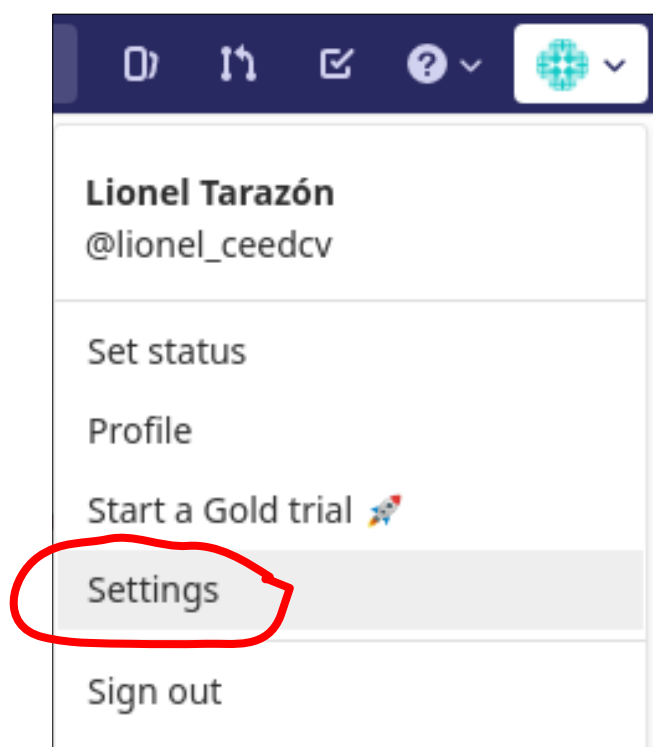 Lionel Tarazón
@lionel_ceedcv
Set status
Profile
Start a Gold trial 🚀
Settings
Sign out